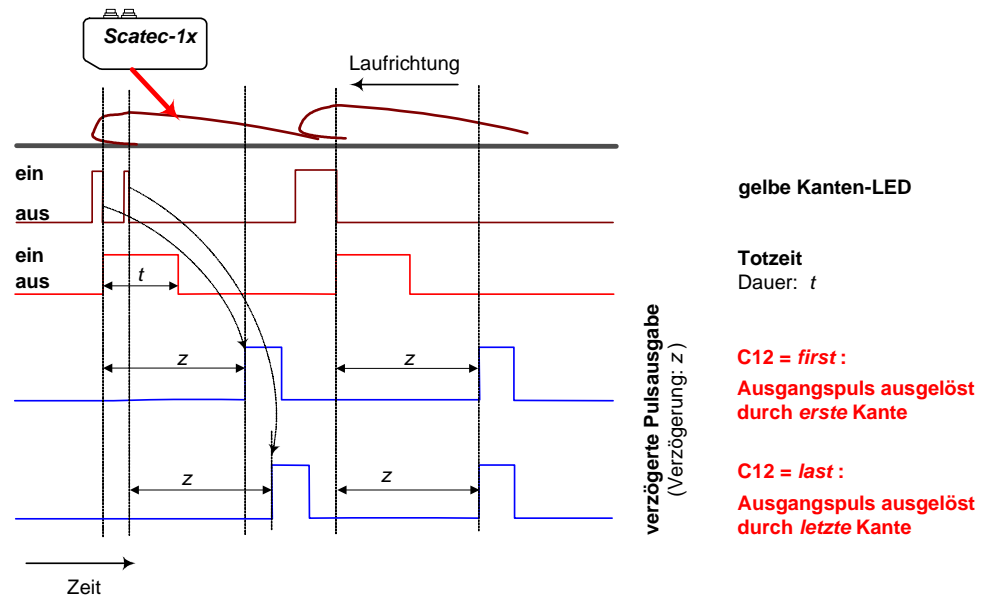 Scatec-1x
Laufrichtung
ein
aus
gelbe Kanten-LED
ein
aus
t
Totzeit
Dauer: t
z
z
C12 = first :
Ausgangspuls ausgelöst
durch erste Kante
verzögerte Pulsausgabe
(Verzögerung: z )
z
z
C12 = last :
Ausgangspuls ausgelöst
durch letzte Kante
Zeit